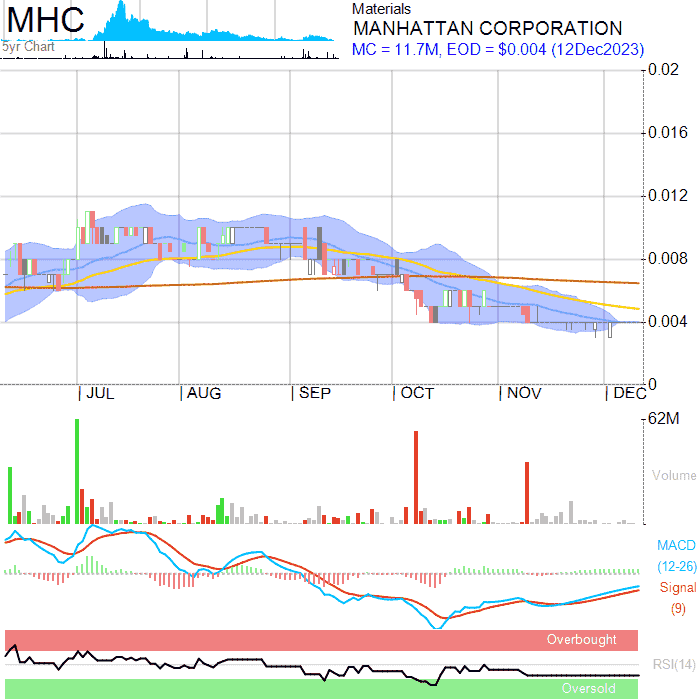 MHC
5yr Chart
Materials
MANHATTAN CORPORATION
MC = 11.7M, EOD = $0.004 (12Dec2023)
0.02
0.016
0.012
0.008
0.004
0
JUL AUG SEP OCT NOV DEC
62M
Volume
MACD
(12-26)
Signal
(9)
Overbought
RSI(14)
Oversold